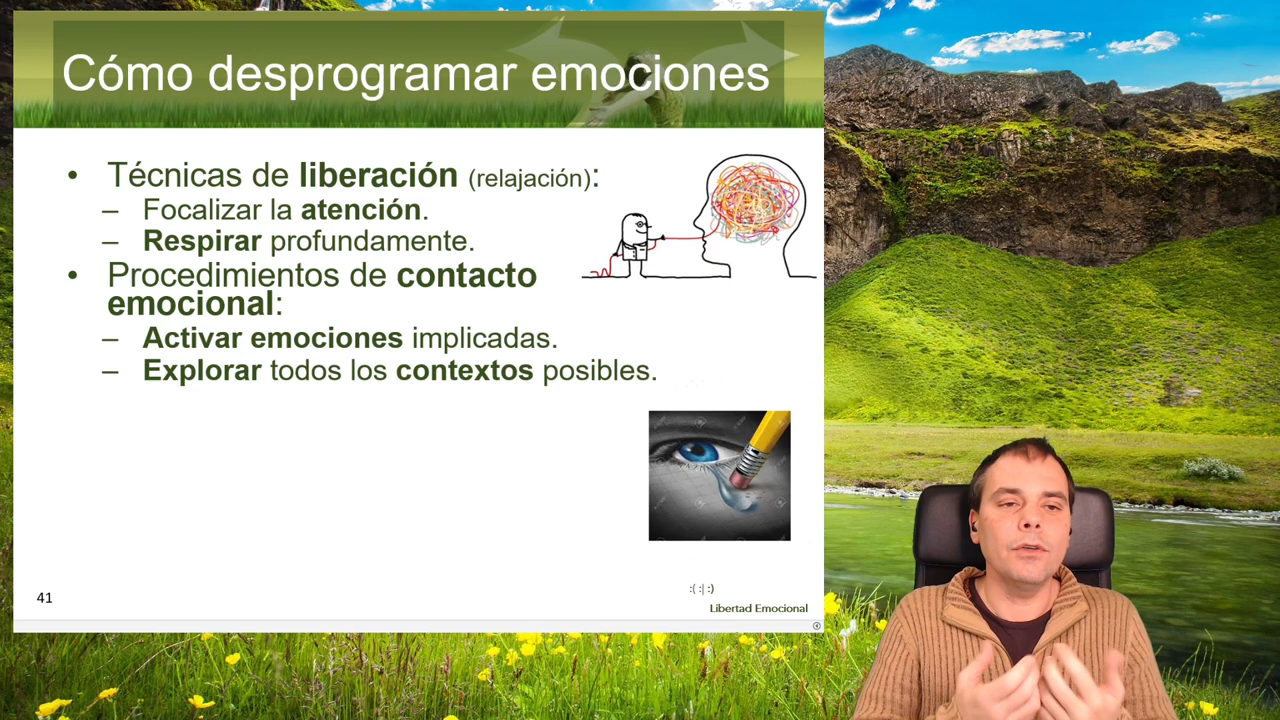 Cómo desprogramar emociones
• Técnicas de liberación (relajación):
– Focalizar la atención.
– Respirar profundamente.
• Procedimientos de contacto
emocional:
– Activar emociones implicadas.
– Explorar todos los contextos posibles.
41
:( :| :)
Libertad Emocional